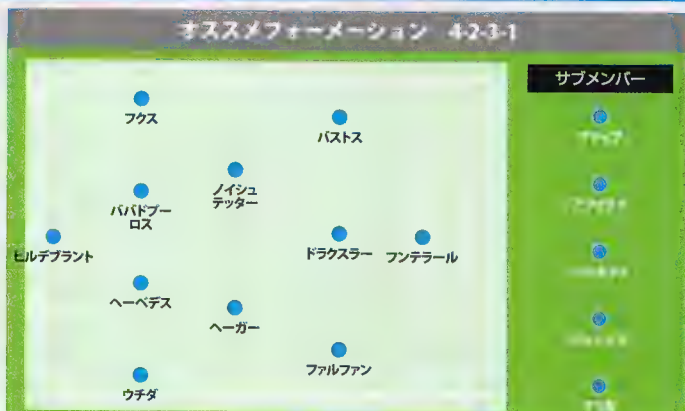 オススメフォーメーション 4-2-3-1
サブメンバー
フクス
バストス
ノイシュ
テッター
パパドプー
ロス
ヒルデブラント
ドラクスラー
フンテラール
ヘーベデス
ヘーガー
ファルファン
ウチダ